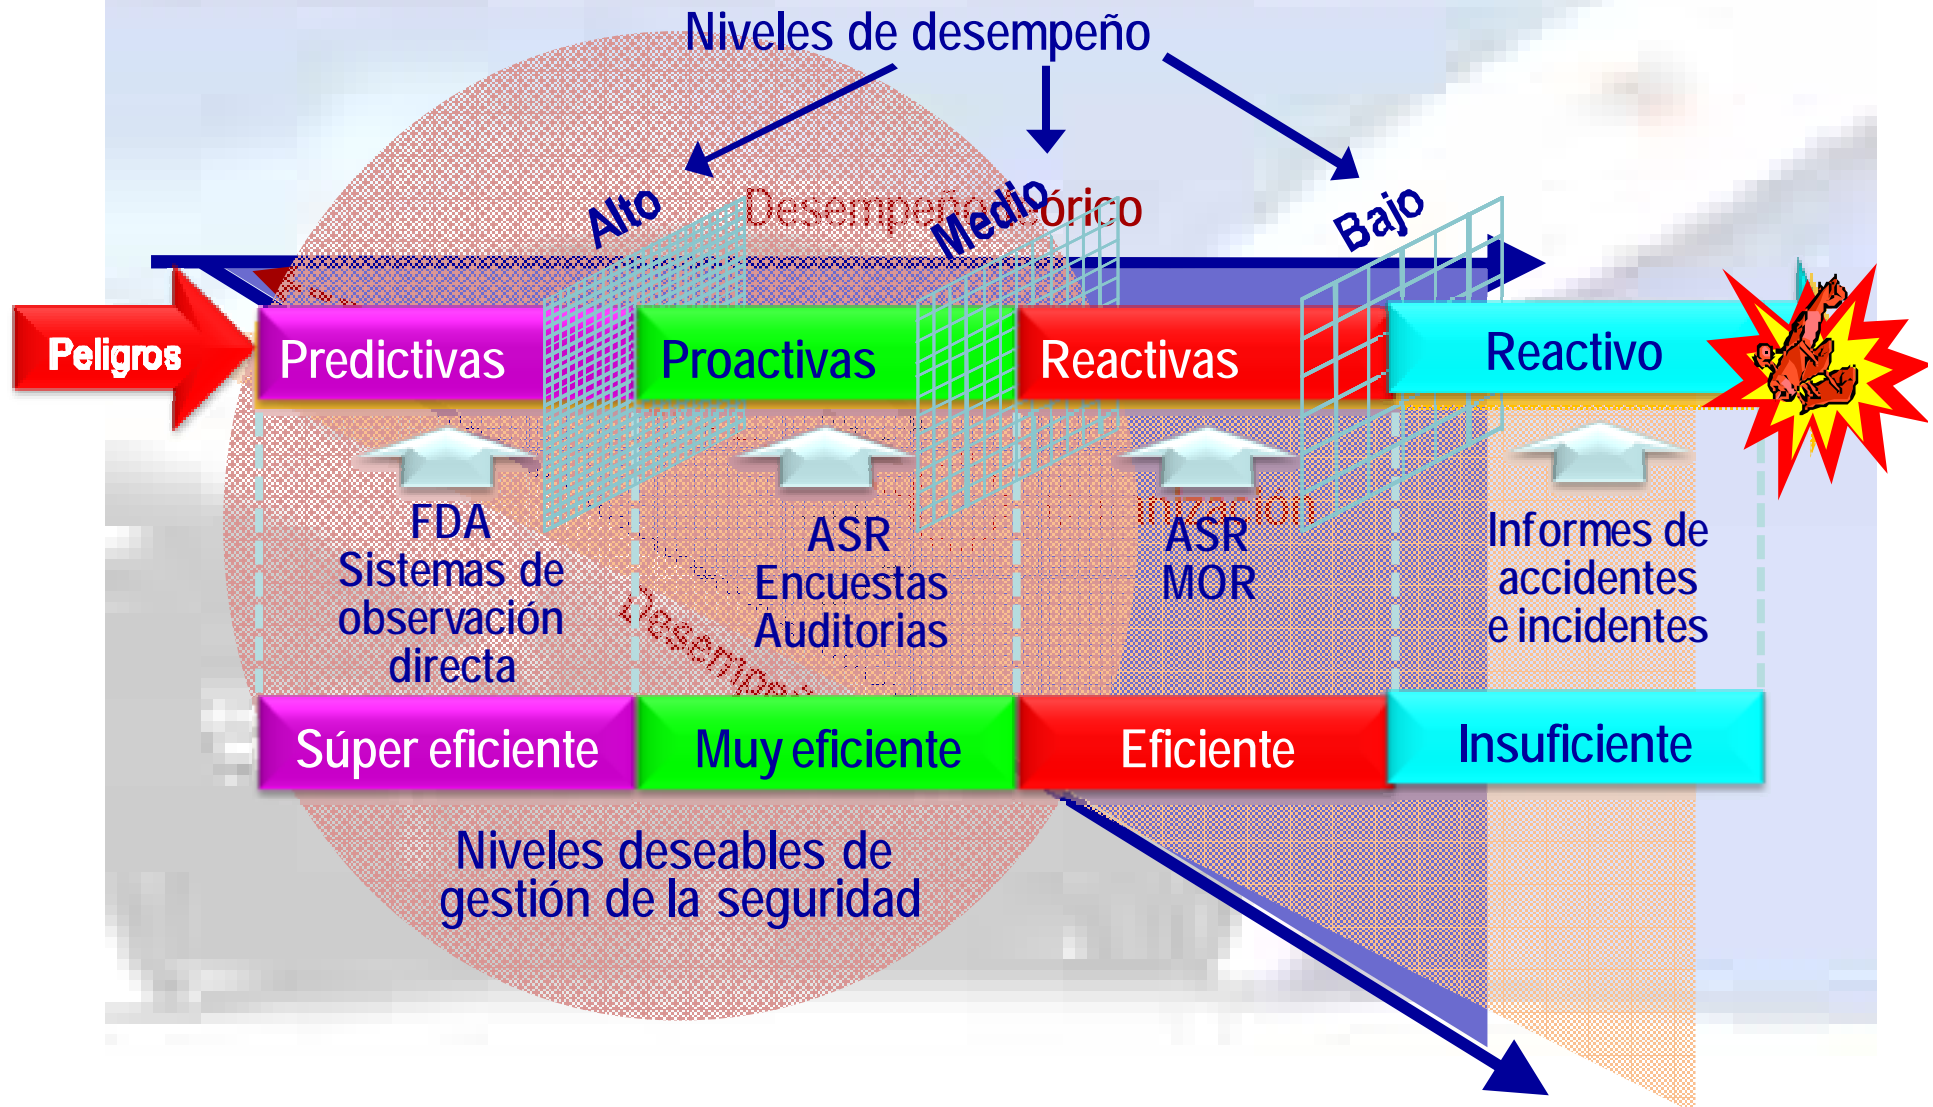 Niveles de desempeño
Alto
Medio
Bajo
Desempeño teórico
Peligros
Predictivas
Proactivas
Reactivas
Reactivo
FDA
Sistemas de
observación
directa
ASR
Encuestas
Auditorias
ASR
MOR
Informes de
accidentes
e incidentes
Súper eficiente
Muy eficiente
Eficiente
Insuficiente
Niveles deseables de
gestión de la seguridad